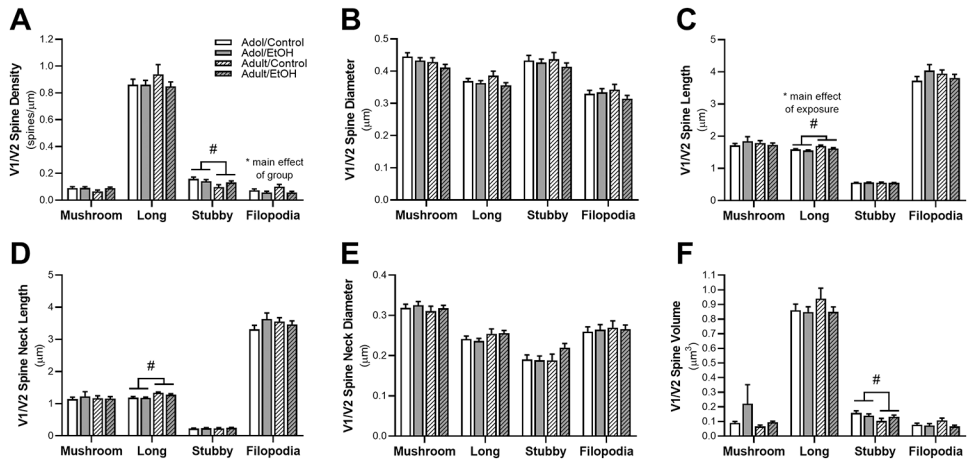 A
V1/V2 Spine Density
(spines/μm)
1.2
1.0
0.8
0.6
0.4
0.2
0.0
Adol/Control
Adol/EtOH
Adult/Control
Adult/EtOH
#
* main effect
of group
Mushroom Long Stubby Filopodia
B
V1/V2 Spine Diameter
(μm)
0.6
0.4
0.2
0.0
Mushroom Long Stubby Filopodia
C
V1/V2 Spine Length
(μm)
5
4
3
2
1
0
* main effect
of exposure
#
Mushroom Long Stubby Filopodia
D
V1/V2 Spine Neck Length
(μm)
5
4
3
2
1
0
#
Mushroom Long Stubby Filopodia
E
V1/V2 Spine Neck Diameter
(μm)
0.4
0.3
0.2
0.1
0.0
Mushroom Long Stubby Filopodia
F
V1/V2 Spine Volume
(μm³)
1.1
1.0
0.9
0.8
0.7
0.6
0.5
0.4
0.3
0.2
0.1
0.0
#
Mushroom Long Stubby Filopodia